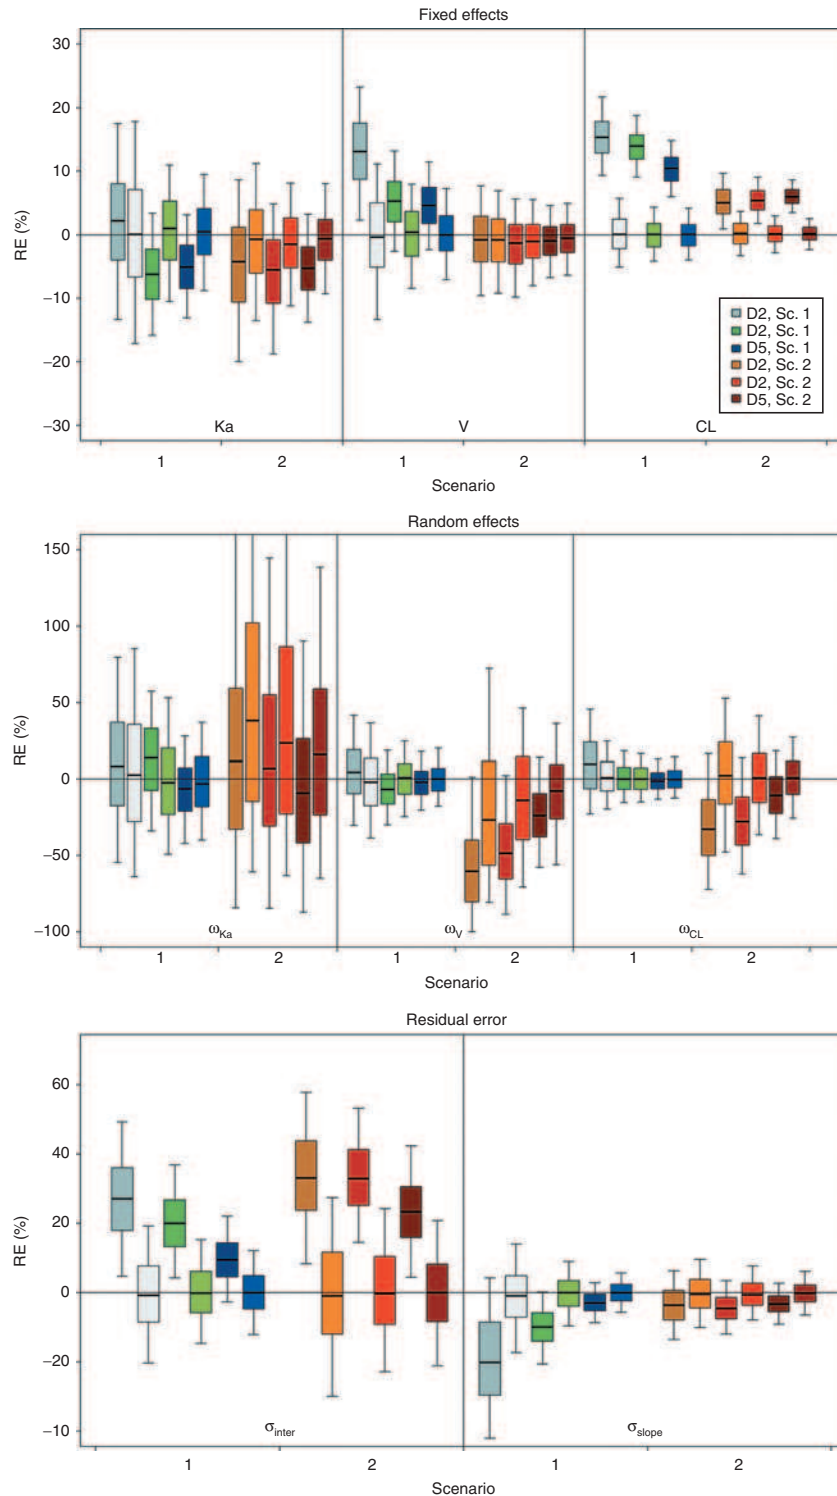 Fixed effects
30
20
10
0
−10
−20
−30
RE (%)
D2, Sc. 1
D2, Sc. 1
D5, Sc. 1
D2, Sc. 2
D2, Sc. 2
D5, Sc. 2
Ka V CL
1 2 1 2 1 2
Scenario
Random effects
150
100
50
0
−50
−100
RE (%)
ωKa ωV ωCL
1 2 1 2 1 2
Scenario
Residual error
60
40
20
0
−20
−10
RE (%)
σinter σslope
1 2 1 2
Scenario